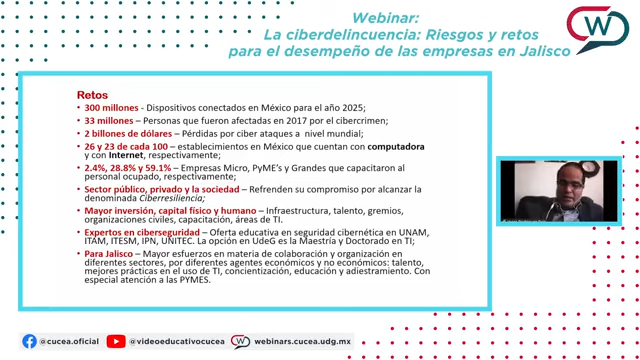 Webinar:
La ciberdelincuencia: Riesgos y retos
para el desempeño de las empresas en Jalisco
W
Retos
• 300 millones - Dispositivos conectados en México para el año 2025;
• 33 millones – Personas que fueron afectadas en 2017 por el cibercrimen;
• 2 billones de dólares – Pérdidas por ciber ataques a nivel mundial;
• 26 y 23 de cada 100 – establecimientos en México que cuentan con computadora
y con Internet, respectivamente;
• 2.4%, 28.8% y 59.1% – Empresas Micro, PyME's y Grandes que capacitaron al
personal ocupado, respectivamente;
• Sector público, privado y la sociedad – Refrenden su compromiso por alcanzar la
denominada Ciberresiliencia;
• Mayor inversión, capital físico y humano – Infraestructura, talento, gremios,
organizaciones civiles, capacitación, áreas de TI.
• Expertos en ciberseguridad – Oferta educativa en seguridad cibernética en UNAM,
ITAM, ITESM, IPN, UNITEC. La opción en UdeG es la Maestría y Doctorado en TI;
• Para Jalisco – Mayor esfuerzos en materia de colaboración y organización en
diferentes sectores, por diferentes agentes económicos y no económicos: talento,
mejores prácticas en el uso de TI, concientización, educación y adiestramiento. Con
especial atención a las PYMES.
@cucea.oficial @videoeducativocucea W webinars.cucea.udg.mx